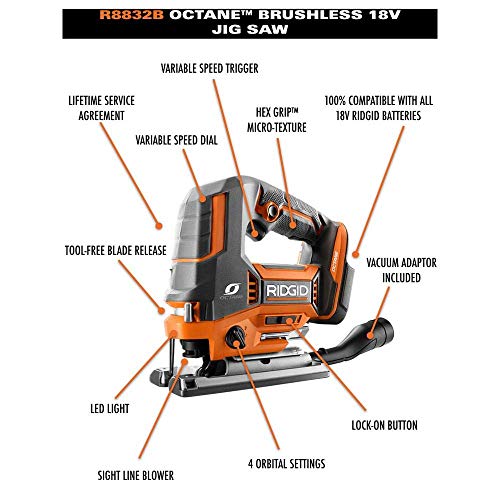 R8832B OCTANE™ BRUSHLESS 18V
JIG SAW
VARIABLE SPEED TRIGGER
LIFETIME SERVICE
AGREEMENT
HEX GRIP™
MICRO-TEXTURE
100% COMPATIBLE WITH ALL
18V RIDGID BATTERIES
VARIABLE SPEED DIAL
TOOL-FREE BLADE RELEASE
VACUUM ADAPTOR
INCLUDED
OCTANE
RIDGID
LED LIGHT
LOCK-ON BUTTON
SIGHT LINE BLOWER
4 ORBITAL SETTINGS